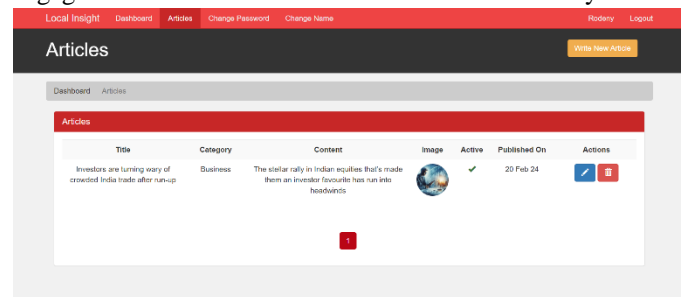 Local Insight Dashboard Articles Change Password Change Name Rodeny Logout
Articles Write New Article
Dashboard Articles
Articles
Title Category Content Image Active Published On Actions
Investors are turning wary of crowded India trade after run-up Business The stellar rally in Indian equities that's made them an investor favourite has run into headwinds 20 Feb 24
1